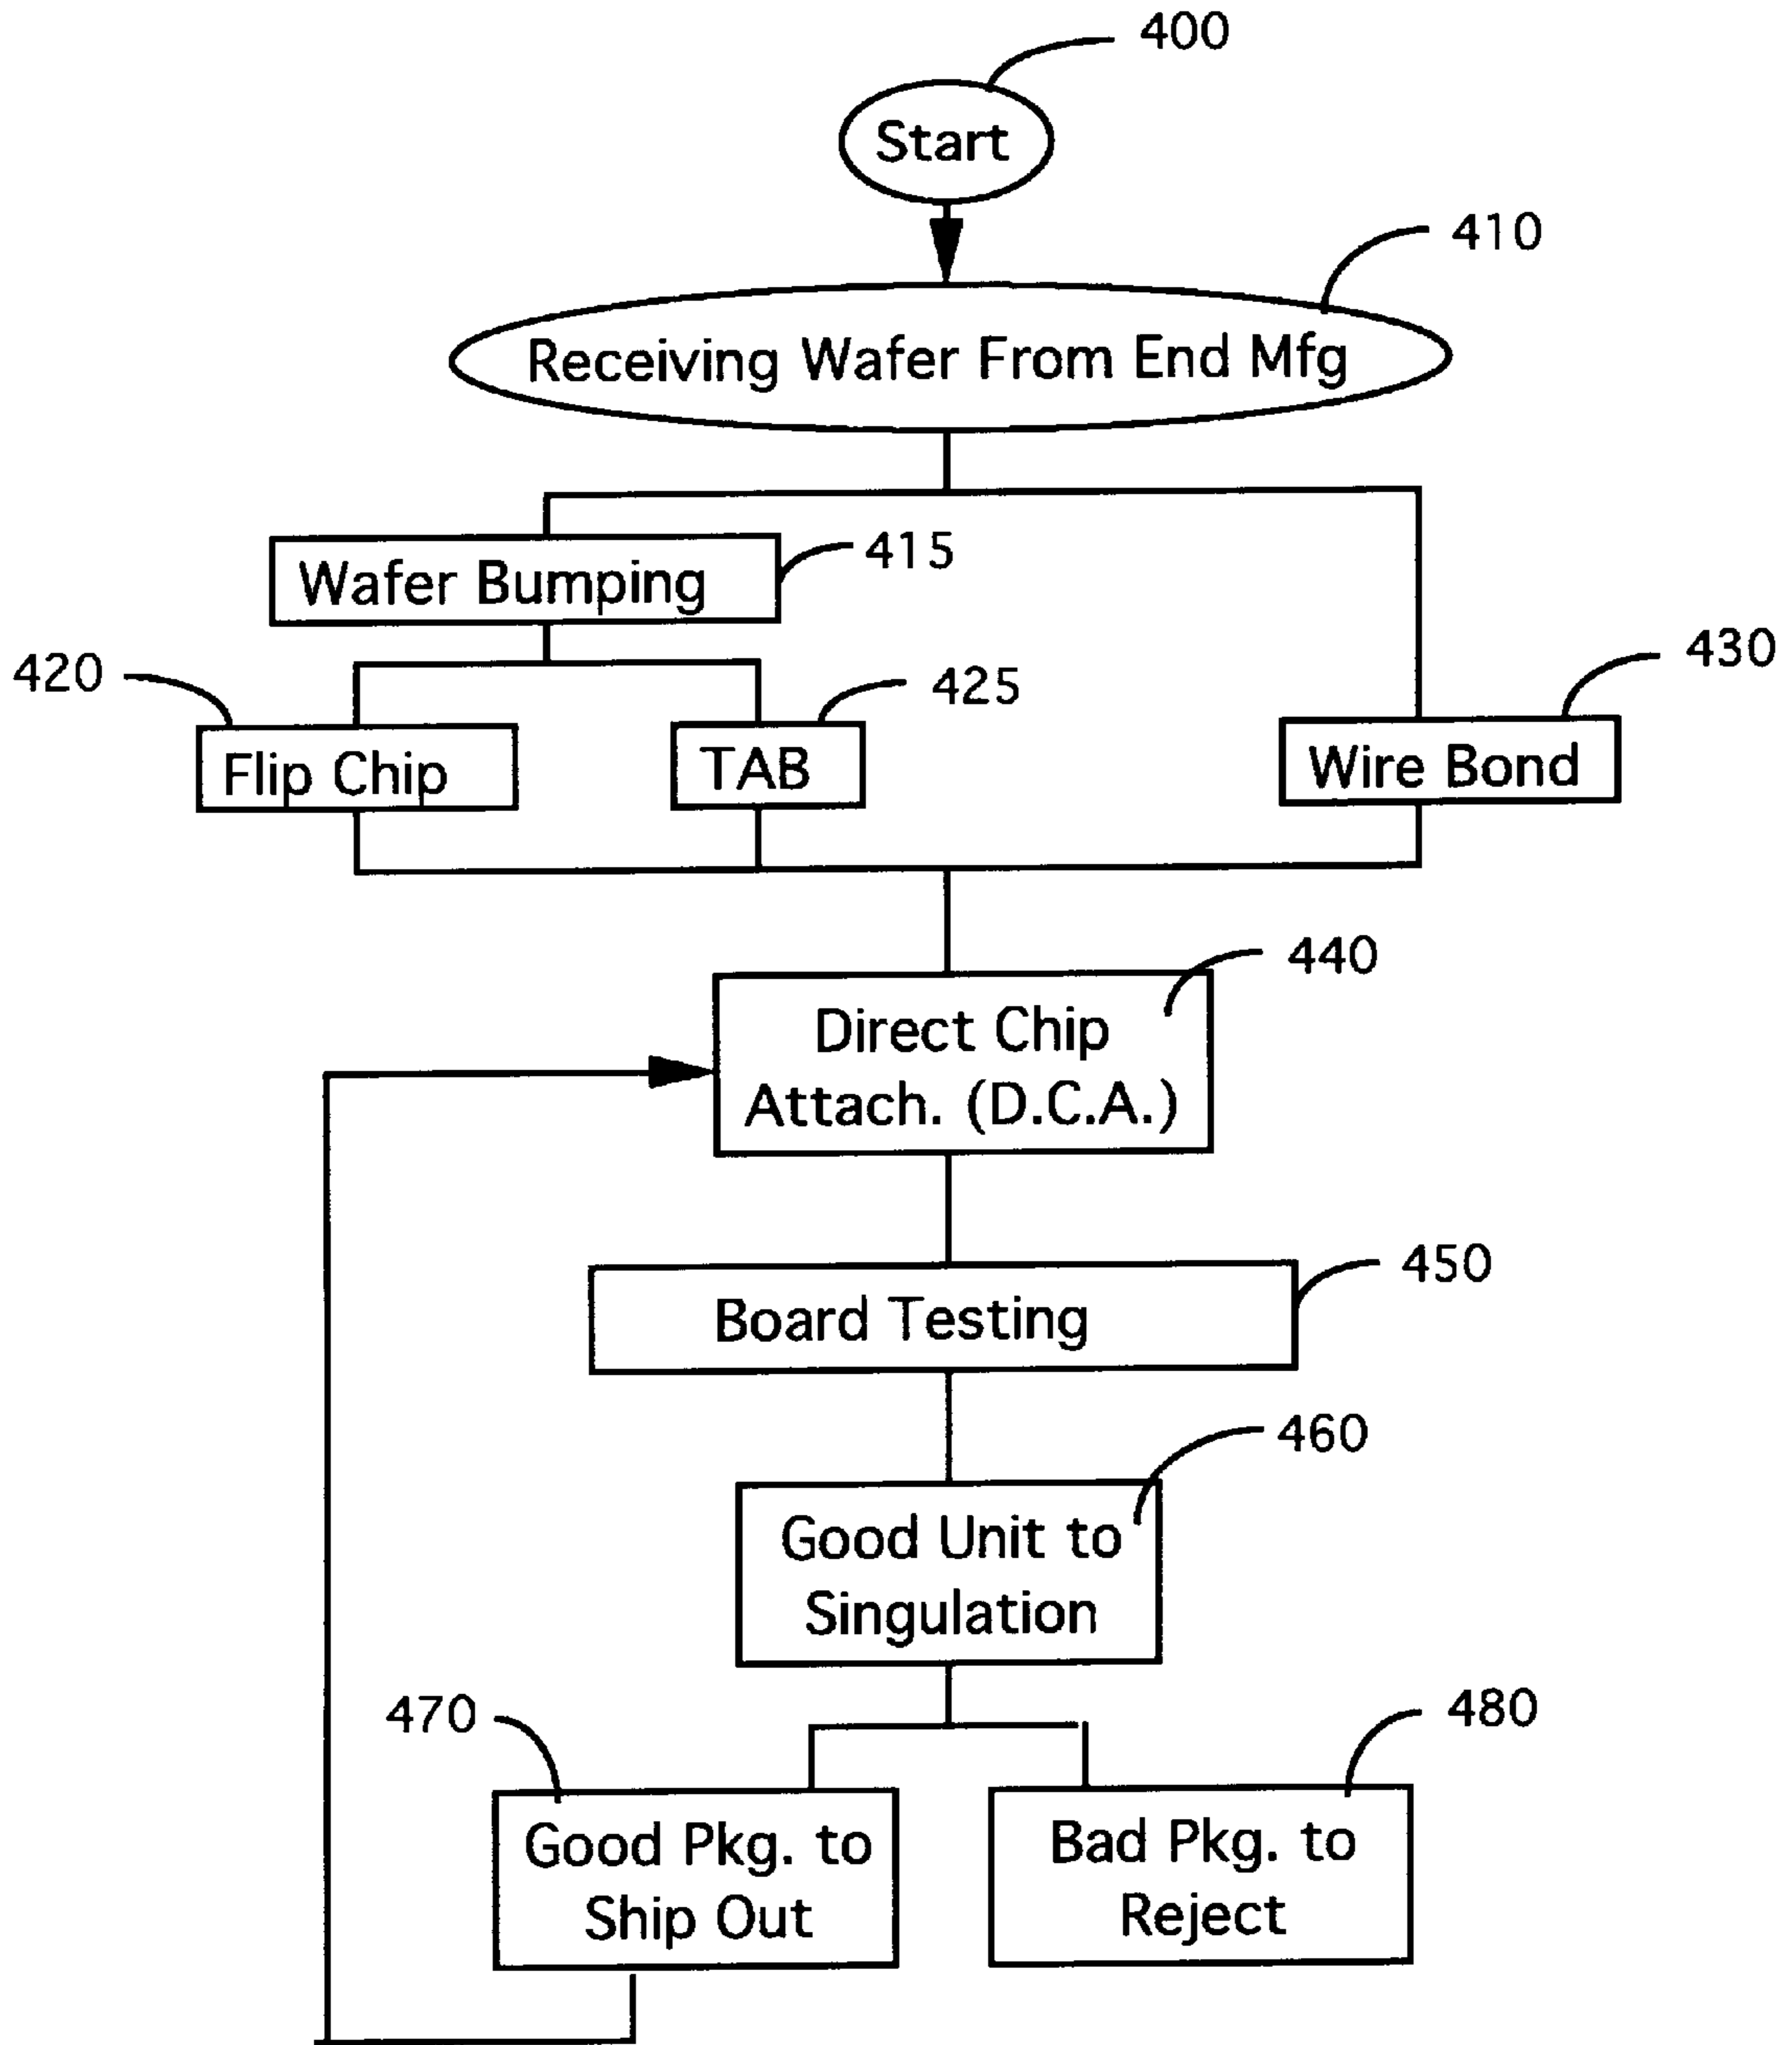 400
Start
410
Receiving Wafer From End Mfg
415
Wafer Bumping
420
425
430
Flip Chip
TAB
Wire Bond
440
Direct Chip
Attach. (D.C.A.)
450
Board Testing
460
Good Unit to
Singulation
470
480
Good Pkg. to
Ship Out
Bad Pkg. to
Reject